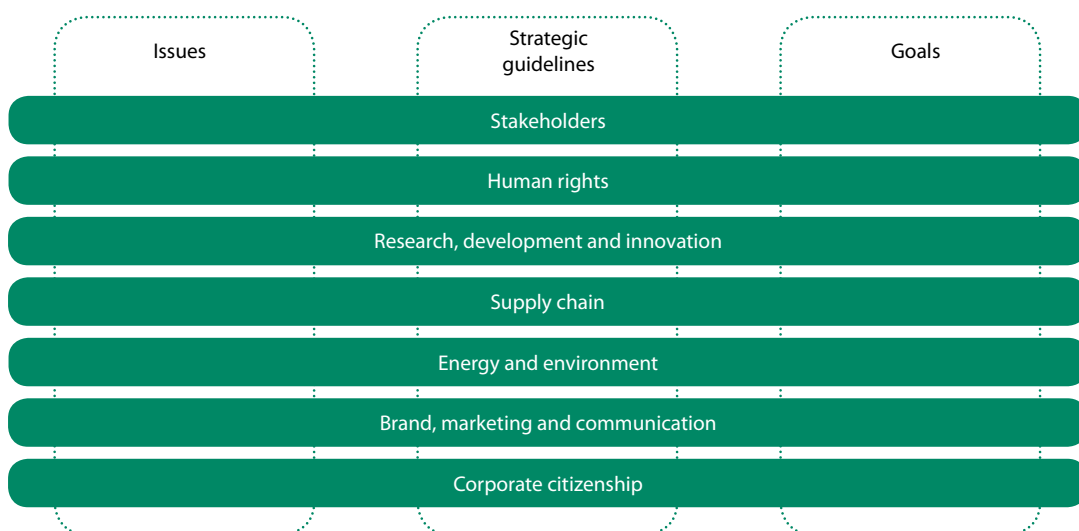 Issues
Strategic
guidelines
Goals
Stakeholders
Human rights
Research, development and innovation
Supply chain
Energy and environment
Brand, marketing and communication
Corporate citizenship